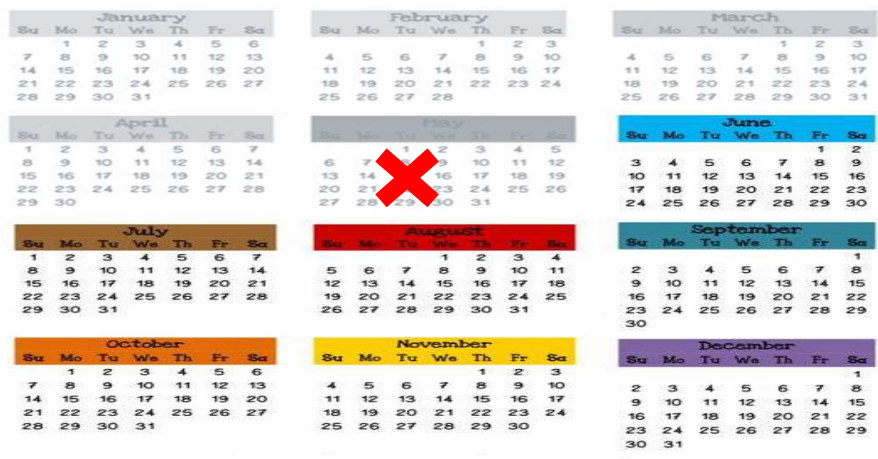 January
Su Mo Tu We Th Fr Sa
1 2 3 4 5 6
7 8 9 10 11 12 13
14 15 16 17 18 19 20
21 22 23 24 25 26 27
28 29 30 31
February
Su Mo Tu We Th Fr Sa
1 2 3
4 5 6 7 8 9 10
11 12 13 14 15 16 17
18 19 20 21 22 23 24
25 26 27 28
March
Su Mo Tu We Th Fr Sa
1 2 3
4 5 6 7 8 9 10
11 12 13 14 15 16 17
18 19 20 21 22 23 24
25 26 27 28 29 30 31
April
Su Mo Tu We Th Fr Sa
1 2 3 4 5 6 7
8 9 10 11 12 13 14
15 16 17 18 19 20 21
22 23 24 25 26 27 28
29 30
May
Su Mo Tu We Th Fr Sa
1 2 3 4 5
6 7 8 9 10 11 12
13 14 16 17 18 19
20 21 23 24 25 26
27 28 29 30 31
June
Su Mo Tu We Th Fr Sa
1 2
3 4 5 6 7 8 9
10 11 12 13 14 15 16
17 18 19 20 21 22 23
24 25 26 27 28 29 30
July
Su Mo Tu We Th Fr Sa
1 2 3 4 5 6 7
8 9 10 11 12 13 14
15 16 17 18 19 20 21
22 23 24 25 26 27 28
29 30 31
August
Su Mo Tu We Th Fr Sa
1 2 3 4
5 6 7 8 9 10 11
12 13 14 15 16 17 18
19 20 21 22 23 24 25
26 27 28 29 30 31
September
Su Mo Tu We Th Fr Sa
1
2 3 4 5 6 7 8
9 10 11 12 13 14 15
16 17 18 19 20 21 22
23 24 25 26 27 28 29
30
October
Su Mo Tu We Th Fr Sa
1 2 3 4 5 6
7 8 9 10 11 12 13
14 15 16 17 18 19 20
21 22 23 24 25 26 27
28 29 30 31
November
Su Mo Tu We Th Fr Sa
1 2 3
4 5 6 7 8 9 10
11 12 13 14 15 16 17
18 19 20 21 22 23 24
25 26 27 28 29 30
December
Su Mo Tu We Th Fr Sa
1
2 3 4 5 6 7 8
9 10 11 12 13 14 15
16 17 18 19 20 21 22
23 24 25 26 27 28 29
30 31